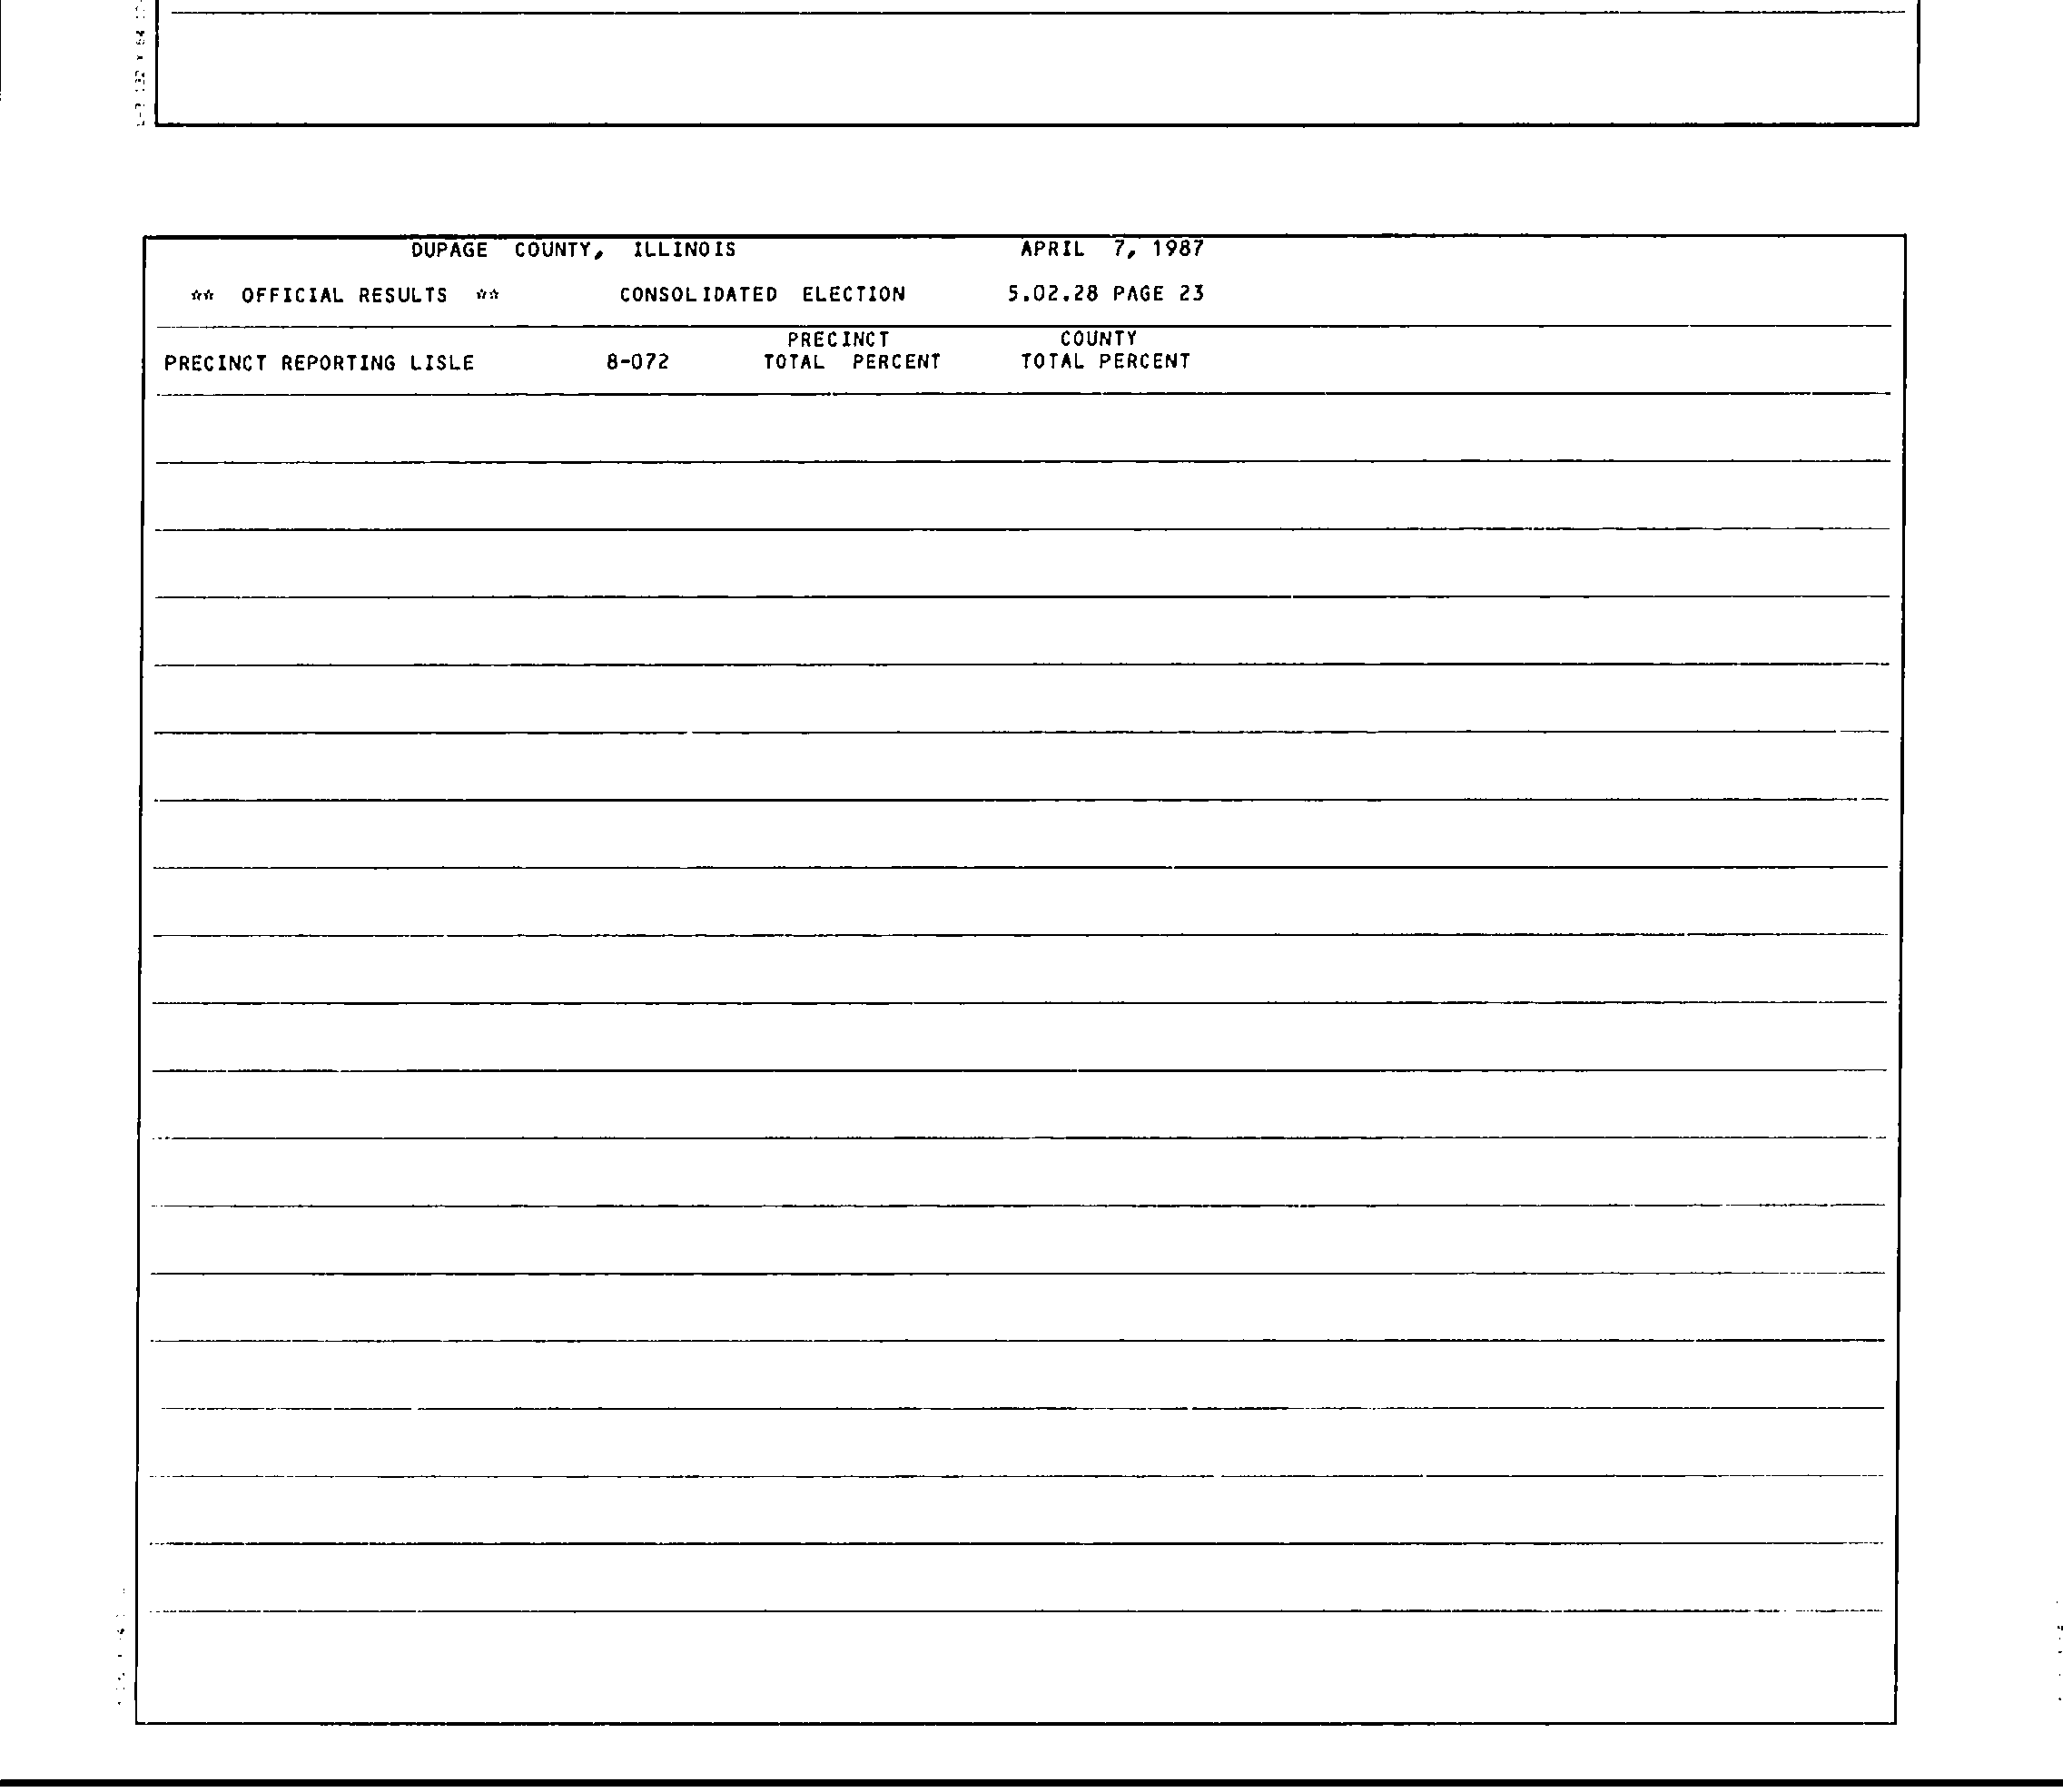 DUPAGE COUNTY, ILLINOIS APRIL 7, 1987
** OFFICIAL RESULTS ** CONSOLIDATED ELECTION 5.02.28 PAGE 23
PRECINCT COUNTY
PRECINCT REPORTING LISLE 8-072 TOTAL PERCENT TOTAL PERCENT